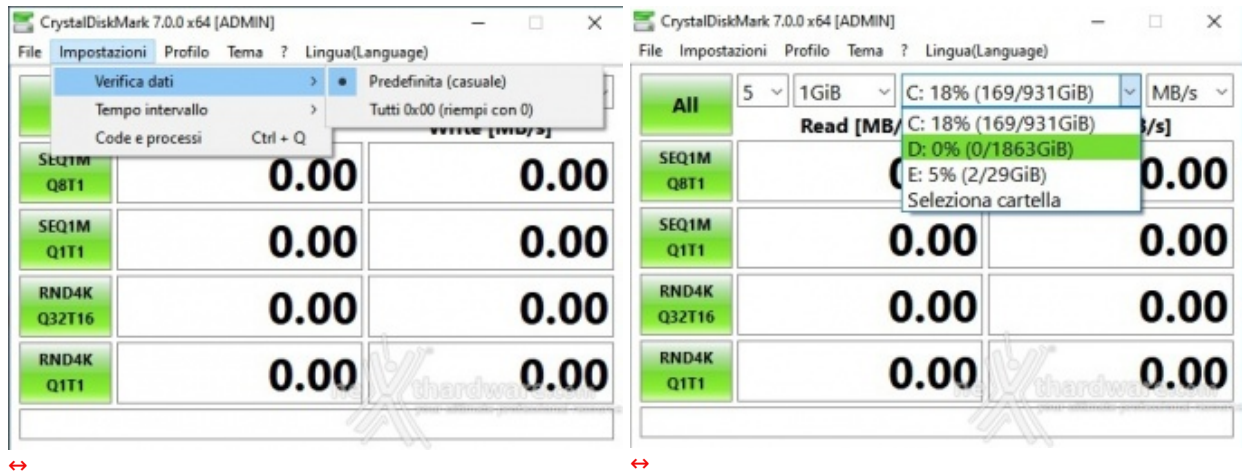 CrystalDiskMark 7.0.0 x64 [ADMIN]
File Impostazioni Profilo Tema ? Lingua(Language)
Verifica dati
Predefinita (casuale)
Tempo intervallo
Tutti 0x00 (riempi con 0)
Code e processi Ctrl + Q
Write [MB/s]
SEQ1M
Q8T1
0.00
0.00
SEQ1M
Q1T1
0.00
0.00
RND4K
Q32T16
0.00
0.00
RND4K
Q1T1
0.00
0.00
CrystalDiskMark 7.0.0 x64 [ADMIN]
File Impostazioni Profilo Tema ? Lingua(Language)
All
5
1GiB
C: 18% (169/931GiB)
MB/s
C: 18% (169/931GiB)
D: 0% (0/1863GiB)
E: 5% (2/29GiB)
Seleziona cartella
Read [MB/
/s]
SEQ1M
Q8T1
0.00
SEQ1M
Q1T1
0.00
0.00
RND4K
Q32T16
0.00
0.00
RND4K
Q1T1
0.00
0.00